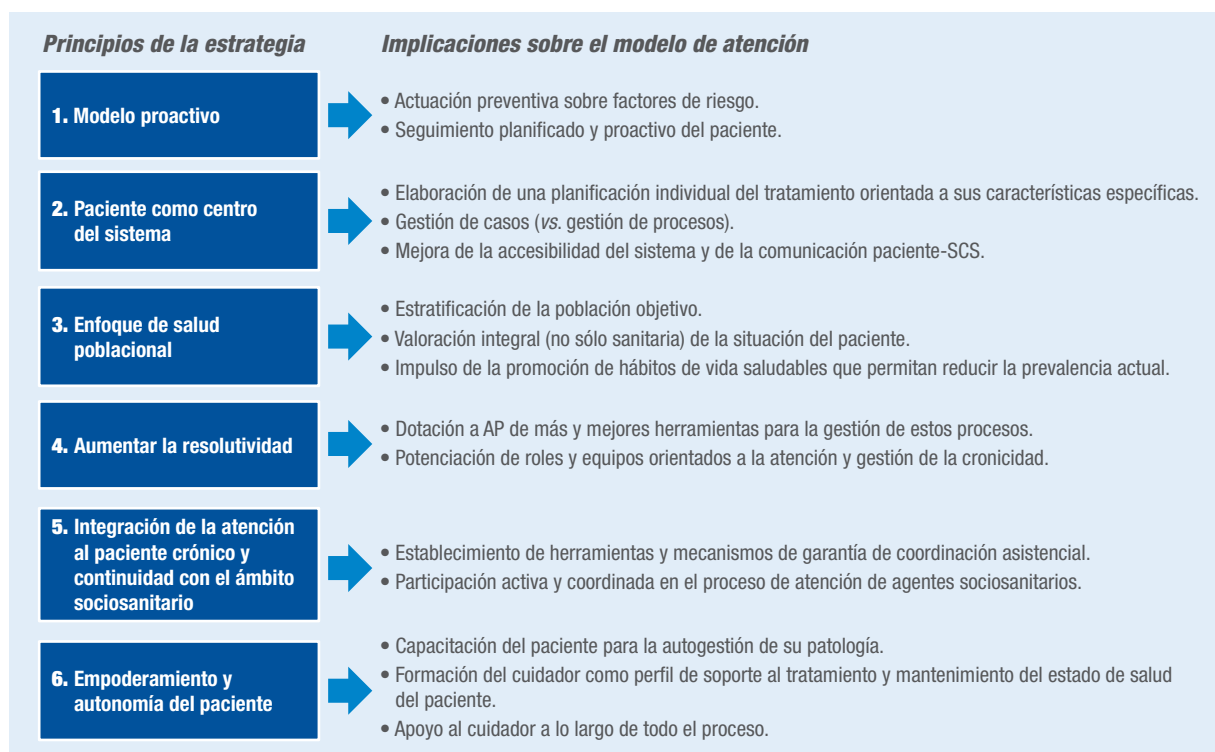 Principios de la estrategia
Implicaciones sobre el modelo de atención
1. Modelo proactivo
• Actuación preventiva sobre factores de riesgo.
• Seguimiento planificado y proactivo del paciente.
2. Paciente como centro
del sistema
• Elaboración de una planificación individual del tratamiento orientada a sus características específicas.
• Gestión de casos (vs. gestión de procesos).
• Mejora de la accesibilidad del sistema y de la comunicación paciente-SCS.
3. Enfoque de salud
poblacional
• Estratificación de la población objetivo.
• Valoración integral (no sólo sanitaria) de la situación del paciente.
• Impulso de la promoción de hábitos de vida saludables que permitan reducir la prevalencia actual.
4. Aumentar la resolutividad
• Dotación a AP de más y mejores herramientas para la gestión de estos procesos.
• Potenciación de roles y equipos orientados a la atención y gestión de la cronicidad.
5. Integración de la atención
al paciente crónico y
continuidad con el ámbito
sociosanitario
• Establecimiento de herramientas y mecanismos de garantía de coordinación asistencial.
• Participación activa y coordinada en el proceso de atención de agentes sociosanitarios.
6. Empoderamiento y
autonomía del paciente
• Capacitación del paciente para la autogestión de su patología.
• Formación del cuidador como perfil de soporte al tratamiento y mantenimiento del estado de salud
del paciente.
• Apoyo al cuidador a lo largo de todo el proceso.